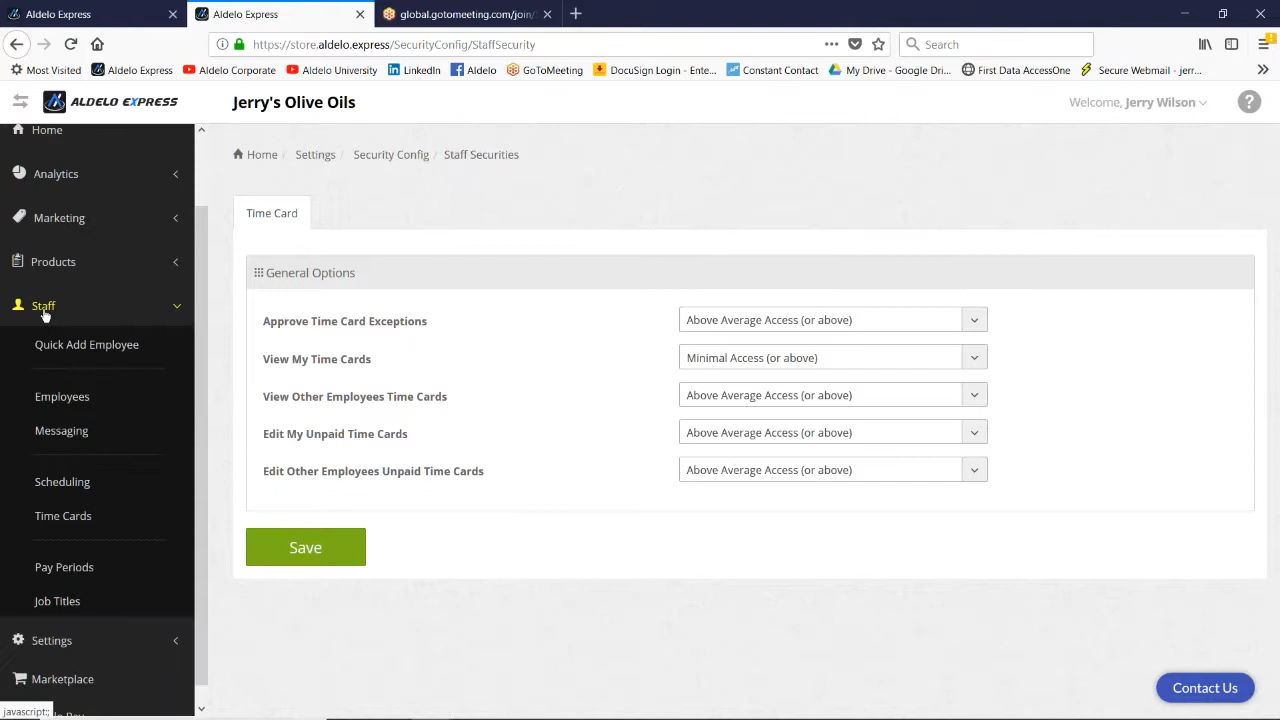 Aldelo Express
Aldelo Express
global.gotomeeting.com/join/
https://store.aldelo.express/SecurityConfig/StaffSecurity
Search
Most Visited
Aldelo Express
Aldelo Corporate
Aldelo University
LinkedIn
Aldelo
GoToMeeting
DocuSign Login - Ente...
Constant Contact
My Drive - Google Dri...
First Data AccessOne
Secure Webmail - jerr...
ALDELO EXPRESS
Jerry's Olive Oils
Welcome, Jerry Wilson
?
Home
Analytics
Marketing
Products
Staff
Quick Add Employee
Employees
Messaging
Scheduling
Time Cards
Pay Periods
Job Titles
Settings
Marketplace
javascript:;
Home / Settings / Security Config / Staff Securities
Time Card
General Options
Approve Time Card Exceptions Above Average Access (or above)
View My Time Cards Minimal Access (or above)
View Other Employees Time Cards Above Average Access (or above)
Edit My Unpaid Time Cards Above Average Access (or above)
Edit Other Employees Unpaid Time Cards Above Average Access (or above)
Save
Contact Us